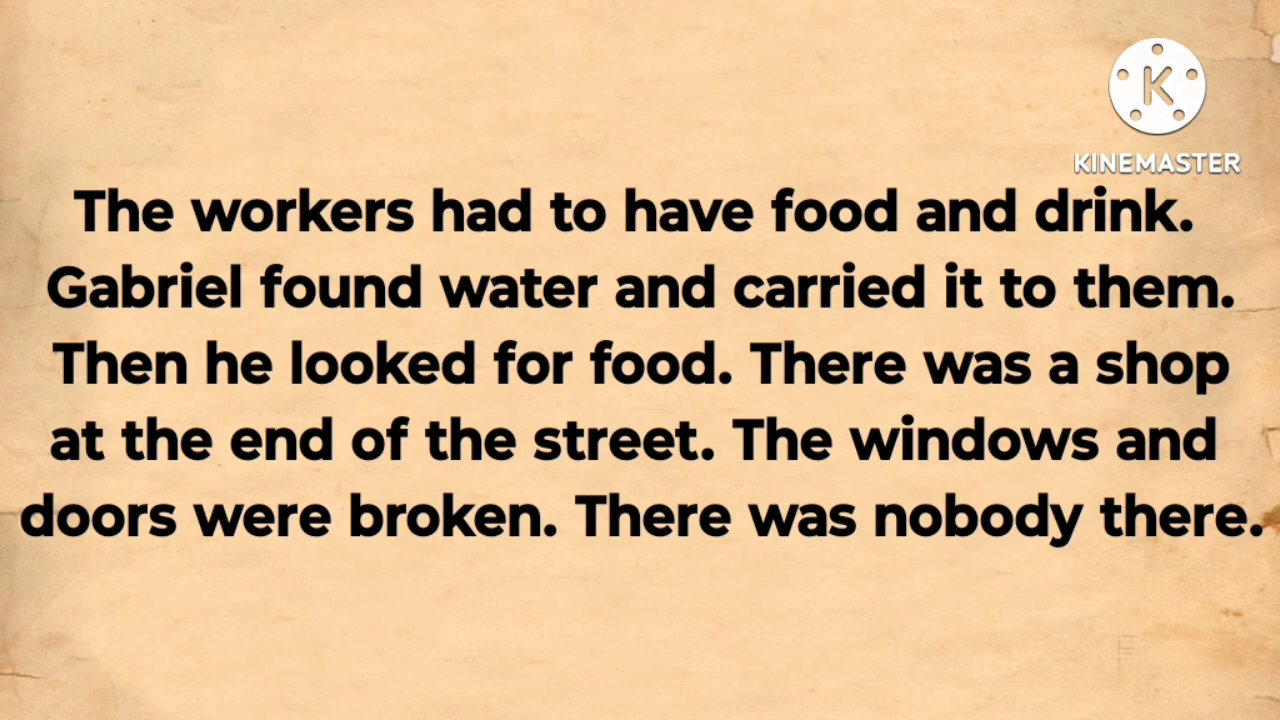 KINEMASTER
The workers had to have food and drink.
Gabriel found water and carried it to them.
Then he looked for food. There was a shop
at the end of the street. The windows and
doors were broken. There was nobody there.